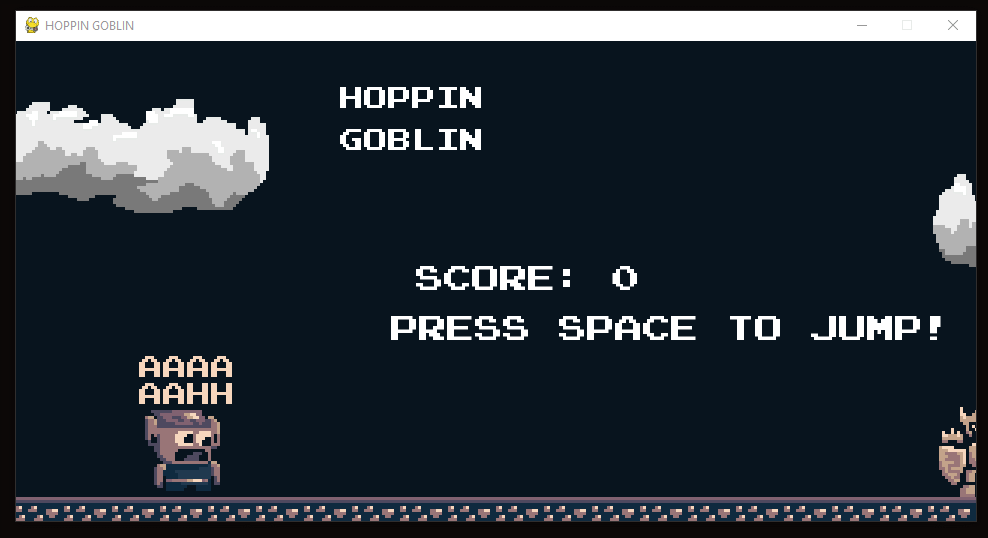 HOPPIN GOBLIN
HOPPIN
GOBLIN
SCORE: 0
PRESS SPACE TO JUMP!
AAAA
AAHH